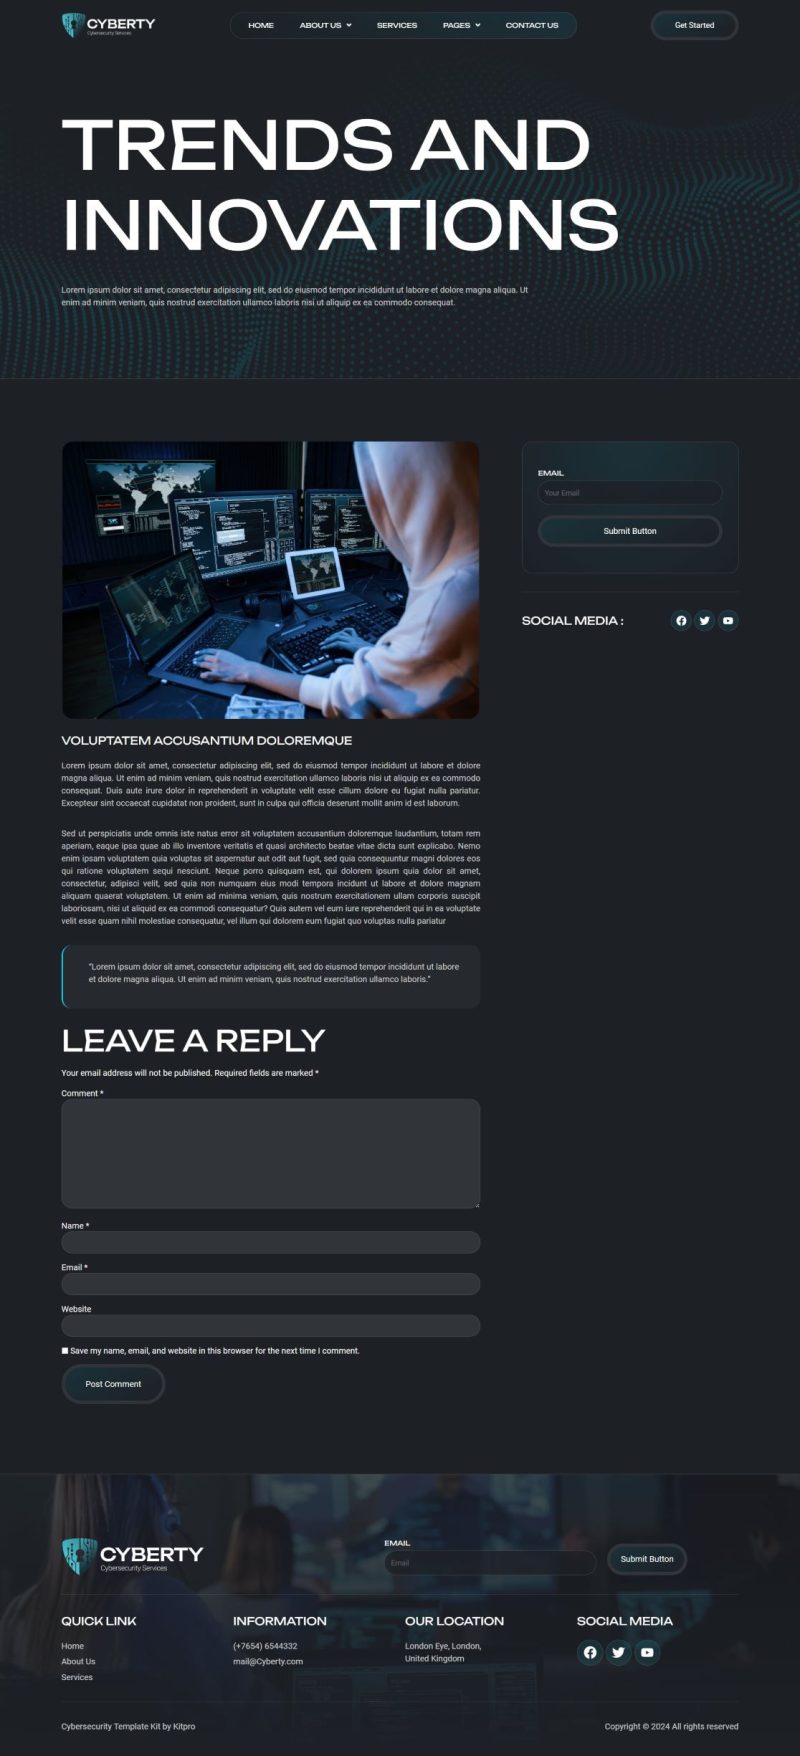 CYBERTY
Cybersecurity Services
HOME
ABOUT US
SERVICES
PAGES
CONTACT US
Get Started
TRENDS AND
INNOVATIONS
Lorem ipsum dolor sit amet, consectetur adipiscing elit, sed do eiusmod tempor incididunt ut labore et dolore magna aliqua. Ut
enim ad minim veniam, quis nostrud exercitation ullamco laboris nisi ut aliquip ex ea commodo consequat.
EMAIL
Your Email
Submit Button
SOCIAL MEDIA :
VOLUPTATEM ACCUSANTIUM DOLOREMQUE
Lorem ipsum dolor sit amet, consectetur adipiscing elit, sed do eiusmod tempor incididunt ut labore et dolore
magna aliqua. Ut enim ad minim veniam, quis nostrud exercitation ullamco laboris nisi ut aliquip ex ea commodo
consequat. Duis aute irure dolor in reprehenderit in voluptate velit esse cillum dolore eu fugiat nulla pariatur.
Excepteur sint occaecat cupidatat non proident, sunt in culpa qui officia deserunt mollit anim id est laborum.
Sed ut perspiciatis unde omnis iste natus error sit voluptatem accusantium doloremque laudantium, totam rem
aperiam, eaque ipsa quae ab illo inventore veritatis et quasi architecto beatae vitae dicta sunt explicabo. Nemo
enim ipsam voluptatem quia voluptas sit aspernatur aut odit aut fugit, sed quia consequuntur magni dolores eos
qui ratione voluptatem sequi nesciunt. Neque porro quisquam est, qui dolorem ipsum quia dolor sit amet,
consectetur, adipisci velit, sed quia non numquam eius modi tempora incidunt ut labore et dolore magnam
aliquam quaerat voluptatem. Ut enim ad minima veniam, quis nostrum exercitationem ullam corporis suscipit
laboriosam, nisi ut aliquid ex ea commodi consequatur? Quis autem vel eum iure reprehenderit qui in ea voluptate
velit esse quam nihil molestiae consequatur, vel illum qui dolorem eum fugiat quo voluptas nulla pariatur
"Lorem ipsum dolor sit amet, consectetur adipiscing elit, sed do eiusmod tempor incididunt ut labore
et dolore magna aliqua. Ut enim ad minim veniam, quis nostrud exercitation ullamco laboris."
LEAVE A REPLY
Your email address will not be published. Required fields are marked *
Comment *
Name *
Email *
Website
Save my name, email, and website in this browser for the next time I comment.
Post Comment
CYBERTY
Cybersecurity Services
EMAIL
Email
Submit Button
QUICK LINK
Home
About Us
Services
INFORMATION
(+7654) 6544332
mail@Cyberty.com
OUR LOCATION
London Eye, London,
United Kingdom
SOCIAL MEDIA
Cybersecurity Template Kit by Kitpro
Copyright © 2024 All rights reserved